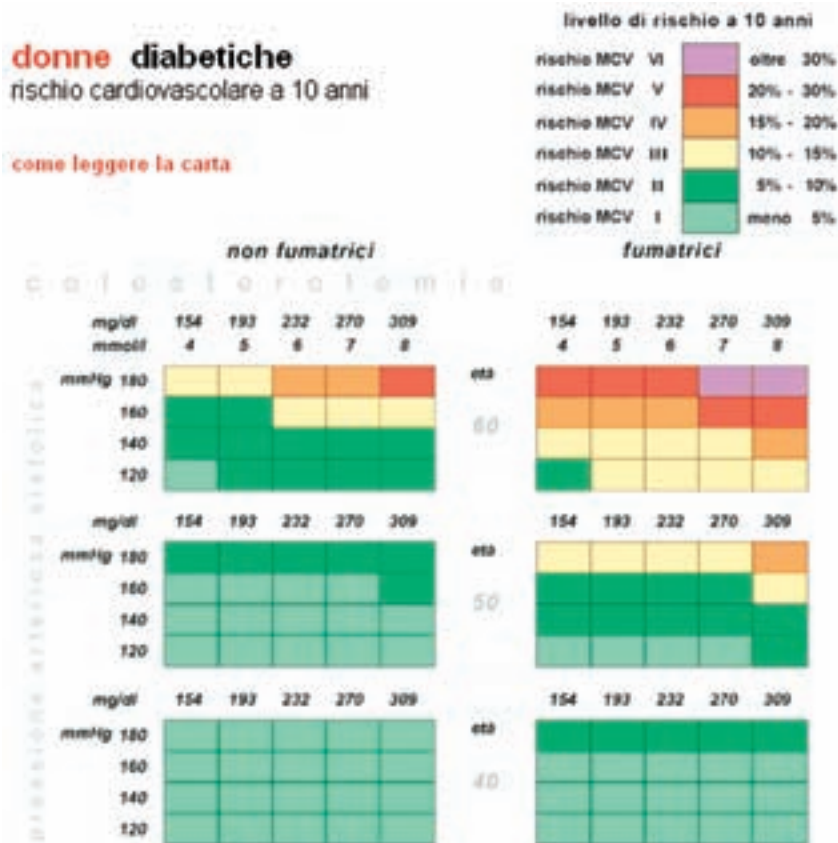 donne diabetiche
rischio cardiovascolare a 10 anni
come leggere la carta
livello di rischio a 10 anni
rischio MCV VI oltre 30%
rischio MCV V 20% - 30%
rischio MCV IV 15% - 20%
rischio MCV III 10% - 15%
rischio MCV II 5% - 10%
rischio MCV I meno 5%
non fumatrici
fumatrici
colesterolemia
mg/dl 154 193 232 270 309
mmol/l 4 5 6 7 8
154 193 232 270 309
4 5 6 7 8
pressione arteriosa sistolica
mmHg 180
160
140
120
età
60
mg/dl 154 193 232 270 309
154 193 232 270 309
mmHg 180
160
140
120
età
50
mg/dl 154 193 232 270 309
154 193 232 270 309
mmHg 180
160
140
120
età
40